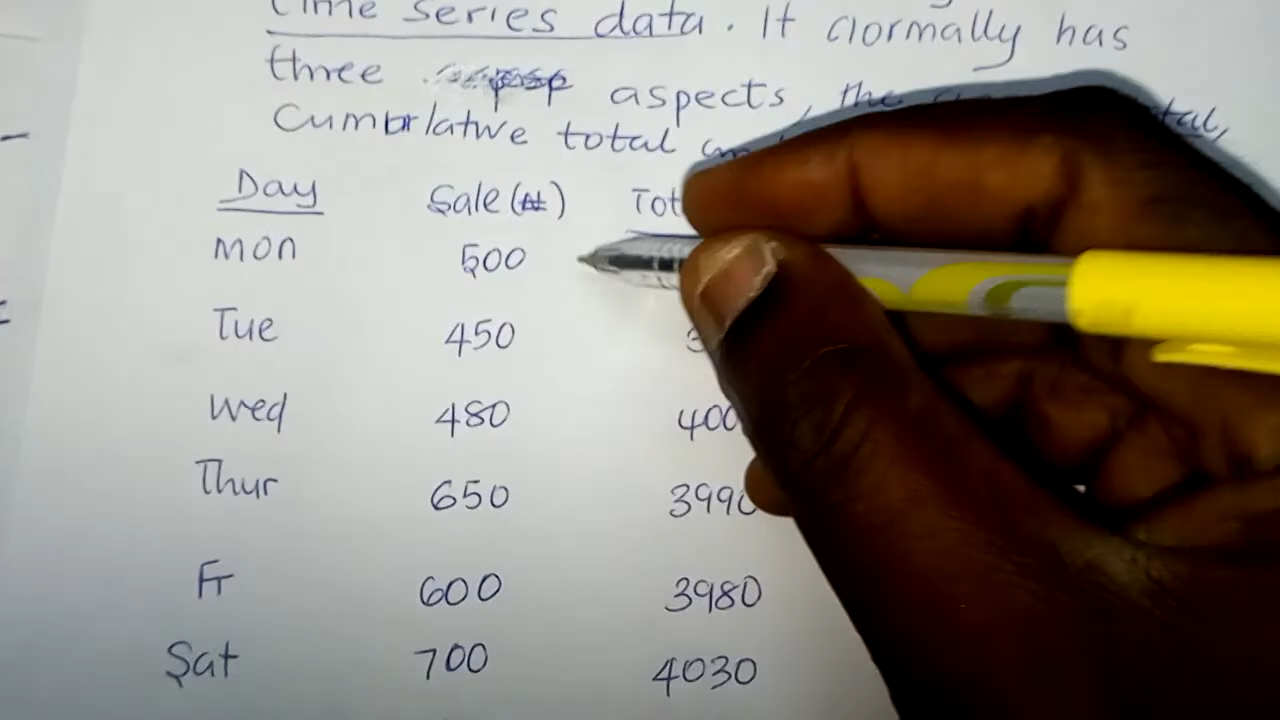 time series data. It normally has
three aspects, the
Cumulative total
Day Sale (₦)
Mon 500
Tue 450
Wed 480 400
Thur 650 3990
Fr 600 3980
Sat 700 4030